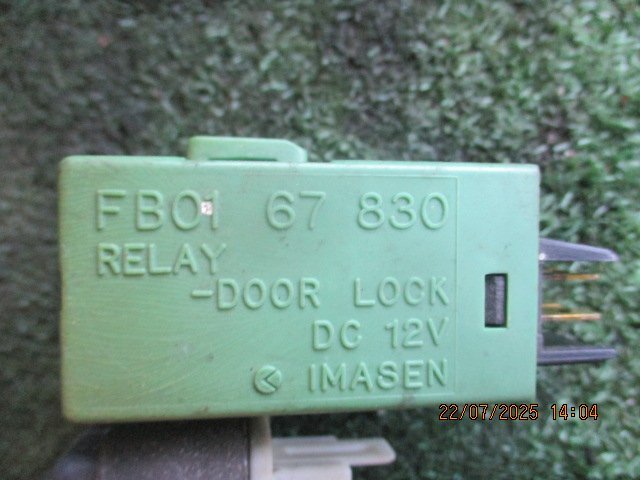 FB01 67 830
RELAY
-DOOR LOCK
DC 12V
IMASEN
22/07/2025 14:04